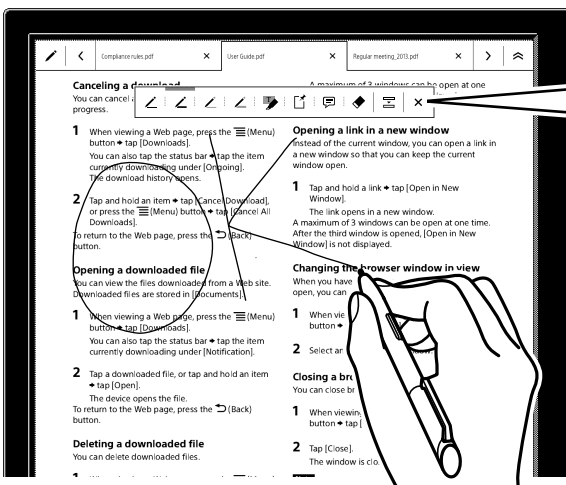 Compliance rules.pdf
User Guide.pdf
Regular meeting_2013.pdf
Canceling a download
You can cancel
progress.
1 When viewing a Web page, press the (Menu)
button → tap [Downloads].
You can also tap the status bar → tap the item
currently downloading under [Ongoing].
The download history opens.
2 Tap and hold an item → tap [Cancel Download],
or press the (Menu) button → tap [Cancel All
Downloads].
To return to the Web page, press the (Back)
button.
Opening a downloaded file
You can view the files downloaded from a Web site.
Downloaded files are stored in [Documents].
1 When viewing a Web page, press the (Menu)
button → tap [Downloads].
You can also tap the status bar → tap the item
currently downloading under [Notification].
2 Tap a downloaded file, or tap and hold an item
→ tap [Open].
The device opens the file.
To return to the Web page, press the (Back)
button.
Deleting a downloaded file
You can delete downloaded files.
A maximum of 3 windows can be open at one
Opening a link in a new window
Instead of the current window, you can open a link in
a new window so that you can keep the current
window open.
1 Tap and hold a link → tap [Open in New
Window].
The link opens in a new window.
A maximum of 3 windows can be open at one time.
After the third window is opened, [Open in New
Window] is not displayed.
Changing the browser window in view
When you have
open, you can
1 When
button →
2 Select
Closing a
You can close
1 When viewing
button → tap [
2 Tap [Close].
The window is